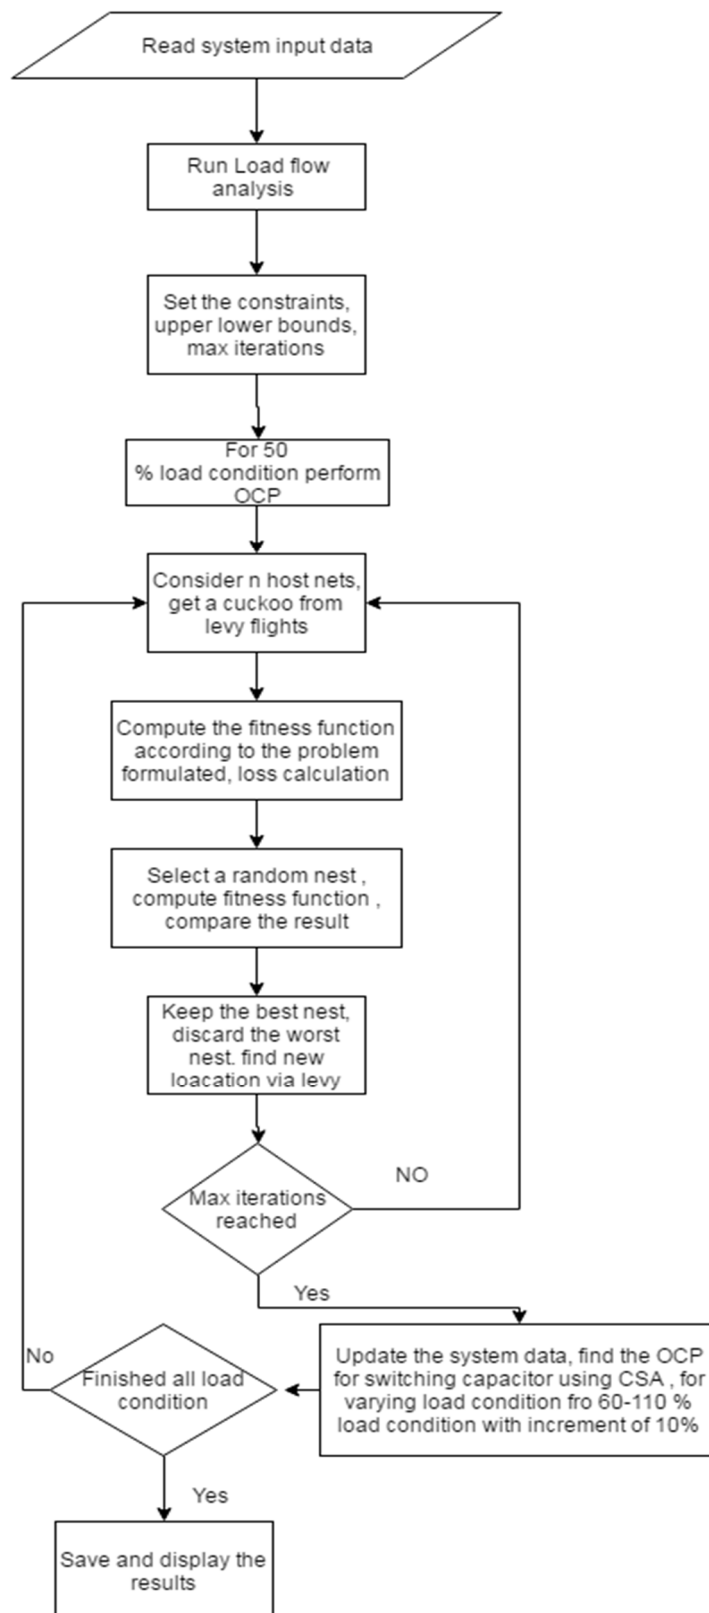 Read system input data
Run Load flow
analysis
Set the constraints,
upper lower bounds,
max iterations
For 50
% load condition perform
OCP
Consider n host nets,
get a cuckoo from
levy flights
Compute the fitness function
according to the problem
formulated, loss calculation
Select a random nest ,
compute fitness function ,
compare the result
Keep the best nest,
discard the worst
nest. find new
loacation via levy
Max iterations
reached
NO
Yes
Update the system data, find the OCP
for switching capacitor using CSA , for
varying load condition fro 60-110 %
load condition with increment of 10%
Finished all load
condition
No
Yes
Save and display the
results